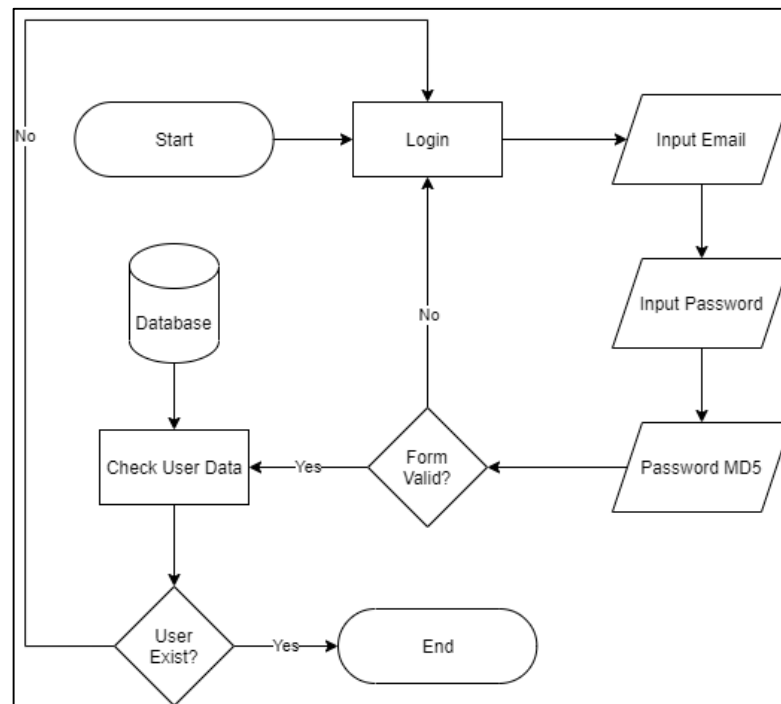 No
Start
Login
Input Email
Database
No
Input Password
Check User Data
Yes
Form
Valid?
Password MD5
User
Exist?
Yes
End